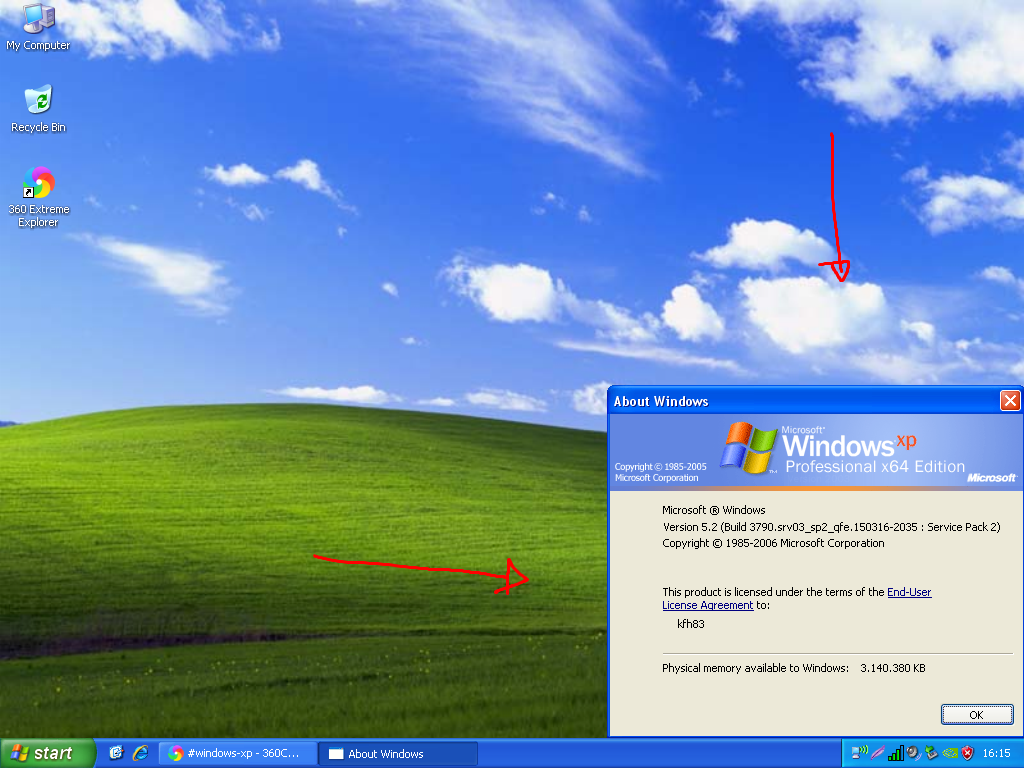 My Computer
Recycle Bin
360 Extreme
Explorer
About Windows
Copyright © 1985-2005
Microsoft Corporation
Microsoft®
Windows xp
Professional x64 Edition
Microsoft
Microsoft ® Windows
Version 5.2 (Build 3790.srv03_sp2_qfe.150316-2035 : Service Pack 2)
Copyright © 1985-2006 Microsoft Corporation
This product is licensed under the terms of the End-User
License Agreement to:
kfh83
Physical memory available to Windows: 3.140.380 KB
OK
start
#windows-xp - 360C...
About Windows
16:15